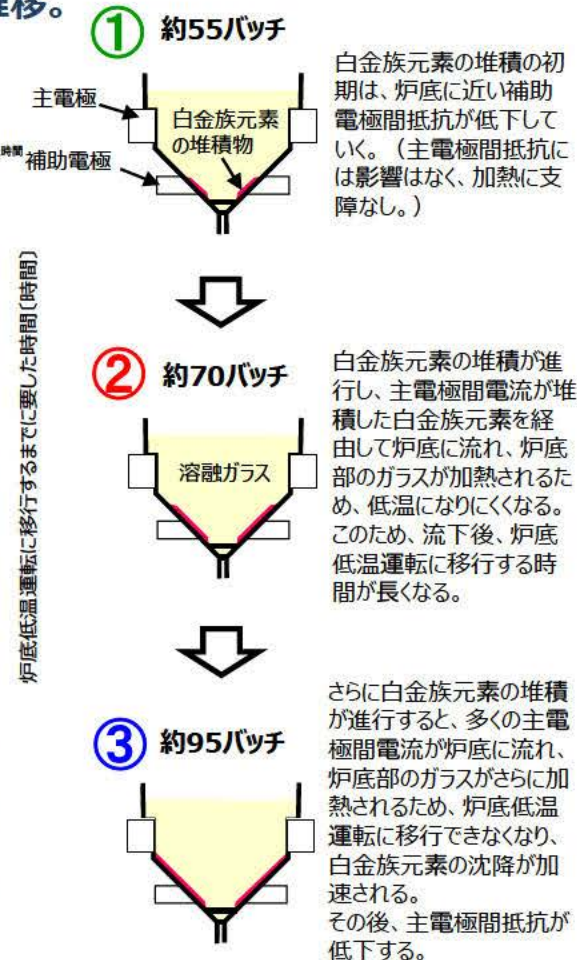 移。
① 約55バッチ
主電極
白金族元素
の堆積物
時間
補助電極
白金族元素の堆積の初
期は、炉底に近い補助
電極間抵抗が低下して
いく。（主電極間抵抗に
は影響はなく、加熱に支
障なし。）
炉底低温運転に移行するまでに要した時間〔時間〕
② 約70バッチ
溶融ガラス
白金族元素の堆積が進
行し、主電極間電流が堆
積した白金族元素を経
由して炉底に流れ、炉底
部のガラスが加熱されるた
め、低温になりにくくなる。
このため、流下後、炉底
低温運転に移行する時
間が長くなる。
③ 約95バッチ
さらに白金族元素の堆積
が進行すると、多くの主電
極間電流が炉底に流れ、
炉底部のガラスがさらに加
熱されるため、炉底低温
運転に移行できなくなり、
白金族元素の沈降が加
速される。
その後、主電極間抵抗が
低下する。